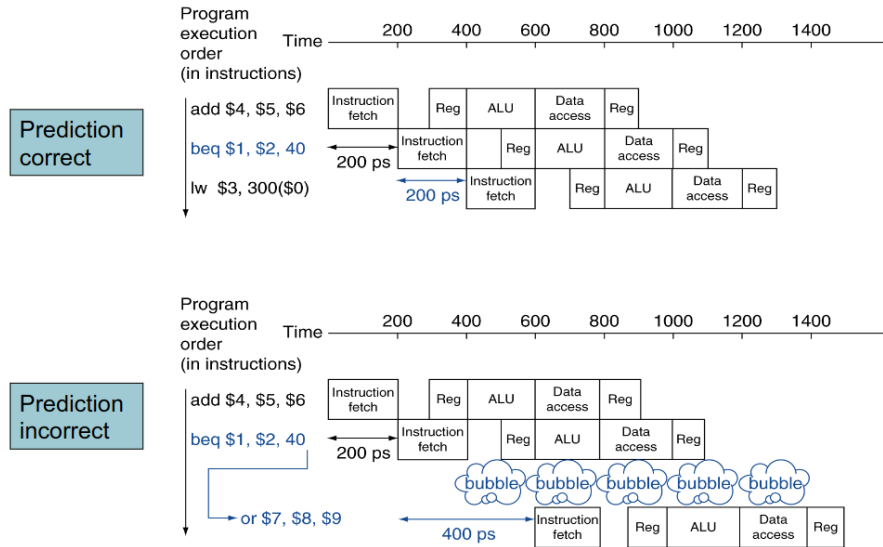 Program
execution
order
(in instructions)
Time
200 400 600 800 1000 1200 1400
Prediction
correct
add $4, $5, $6
Instruction
fetch
Reg
ALU
Data
access
Reg
beq $1, $2, 40
200 ps
Instruction
fetch
Reg
ALU
Data
access
Reg
lw $3, 300($0)
200 ps
Instruction
fetch
Reg
ALU
Data
access
Reg
Program
execution
order
(in instructions)
Time
200 400 600 800 1000 1200 1400
Prediction
incorrect
add $4, $5, $6
Instruction
fetch
Reg
ALU
Data
access
Reg
beq $1, $2, 40
200 ps
Instruction
fetch
Reg
ALU
Data
access
Reg
bubble bubble bubble bubble bubble
or $7, $8, $9
400 ps
Instruction
fetch
Reg
ALU
Data
access
Reg